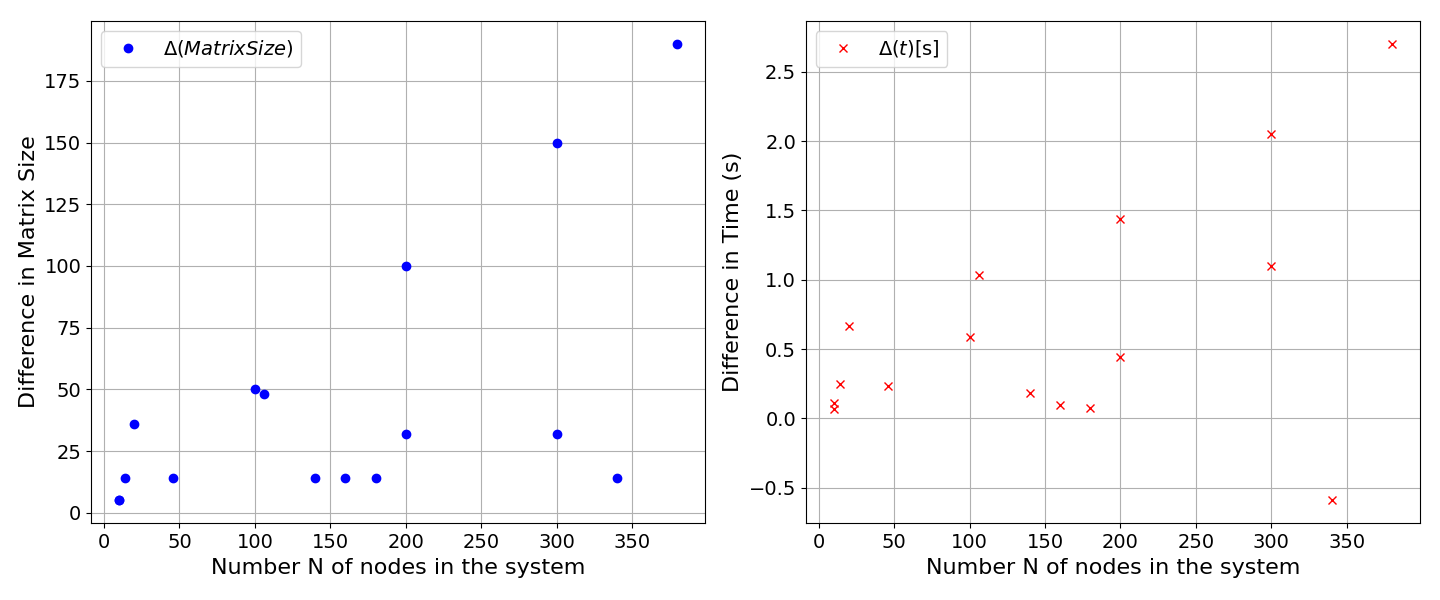 Δ(MatrixSize)
175
150
125
100
75
50
25
0
Difference in Matrix Size
0 50 100 150 200 250 300 350
Number N of nodes in the system
Δ(t)[s]
2.5
2.0
1.5
1.0
0.5
0.0
−0.5
Difference in Time (s)
0 50 100 150 200 250 300 350
Number N of nodes in the system